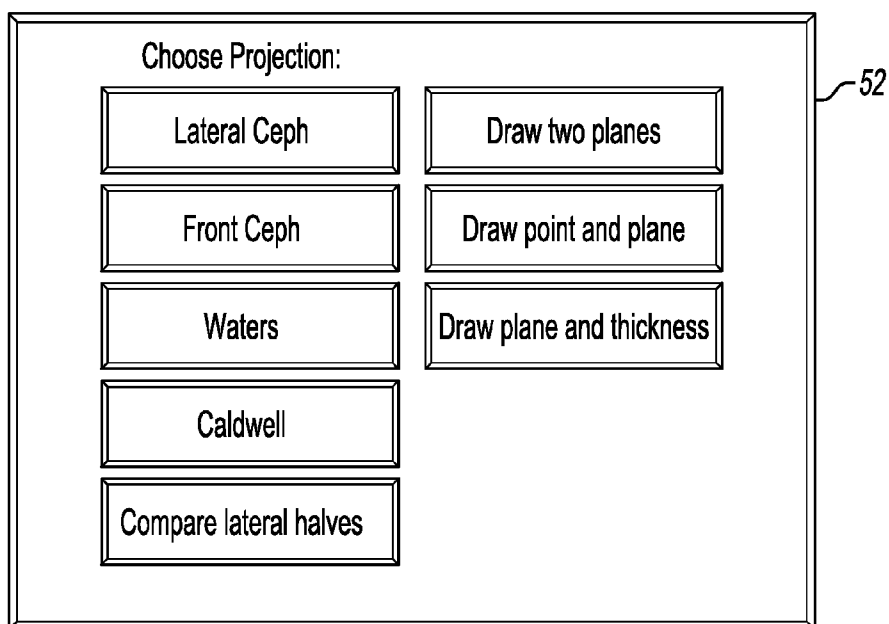 Choose Projection:
Lateral Ceph
Front Ceph
Waters
Caldwell
Compare lateral halves
Draw two planes
Draw point and plane
Draw plane and thickness
52